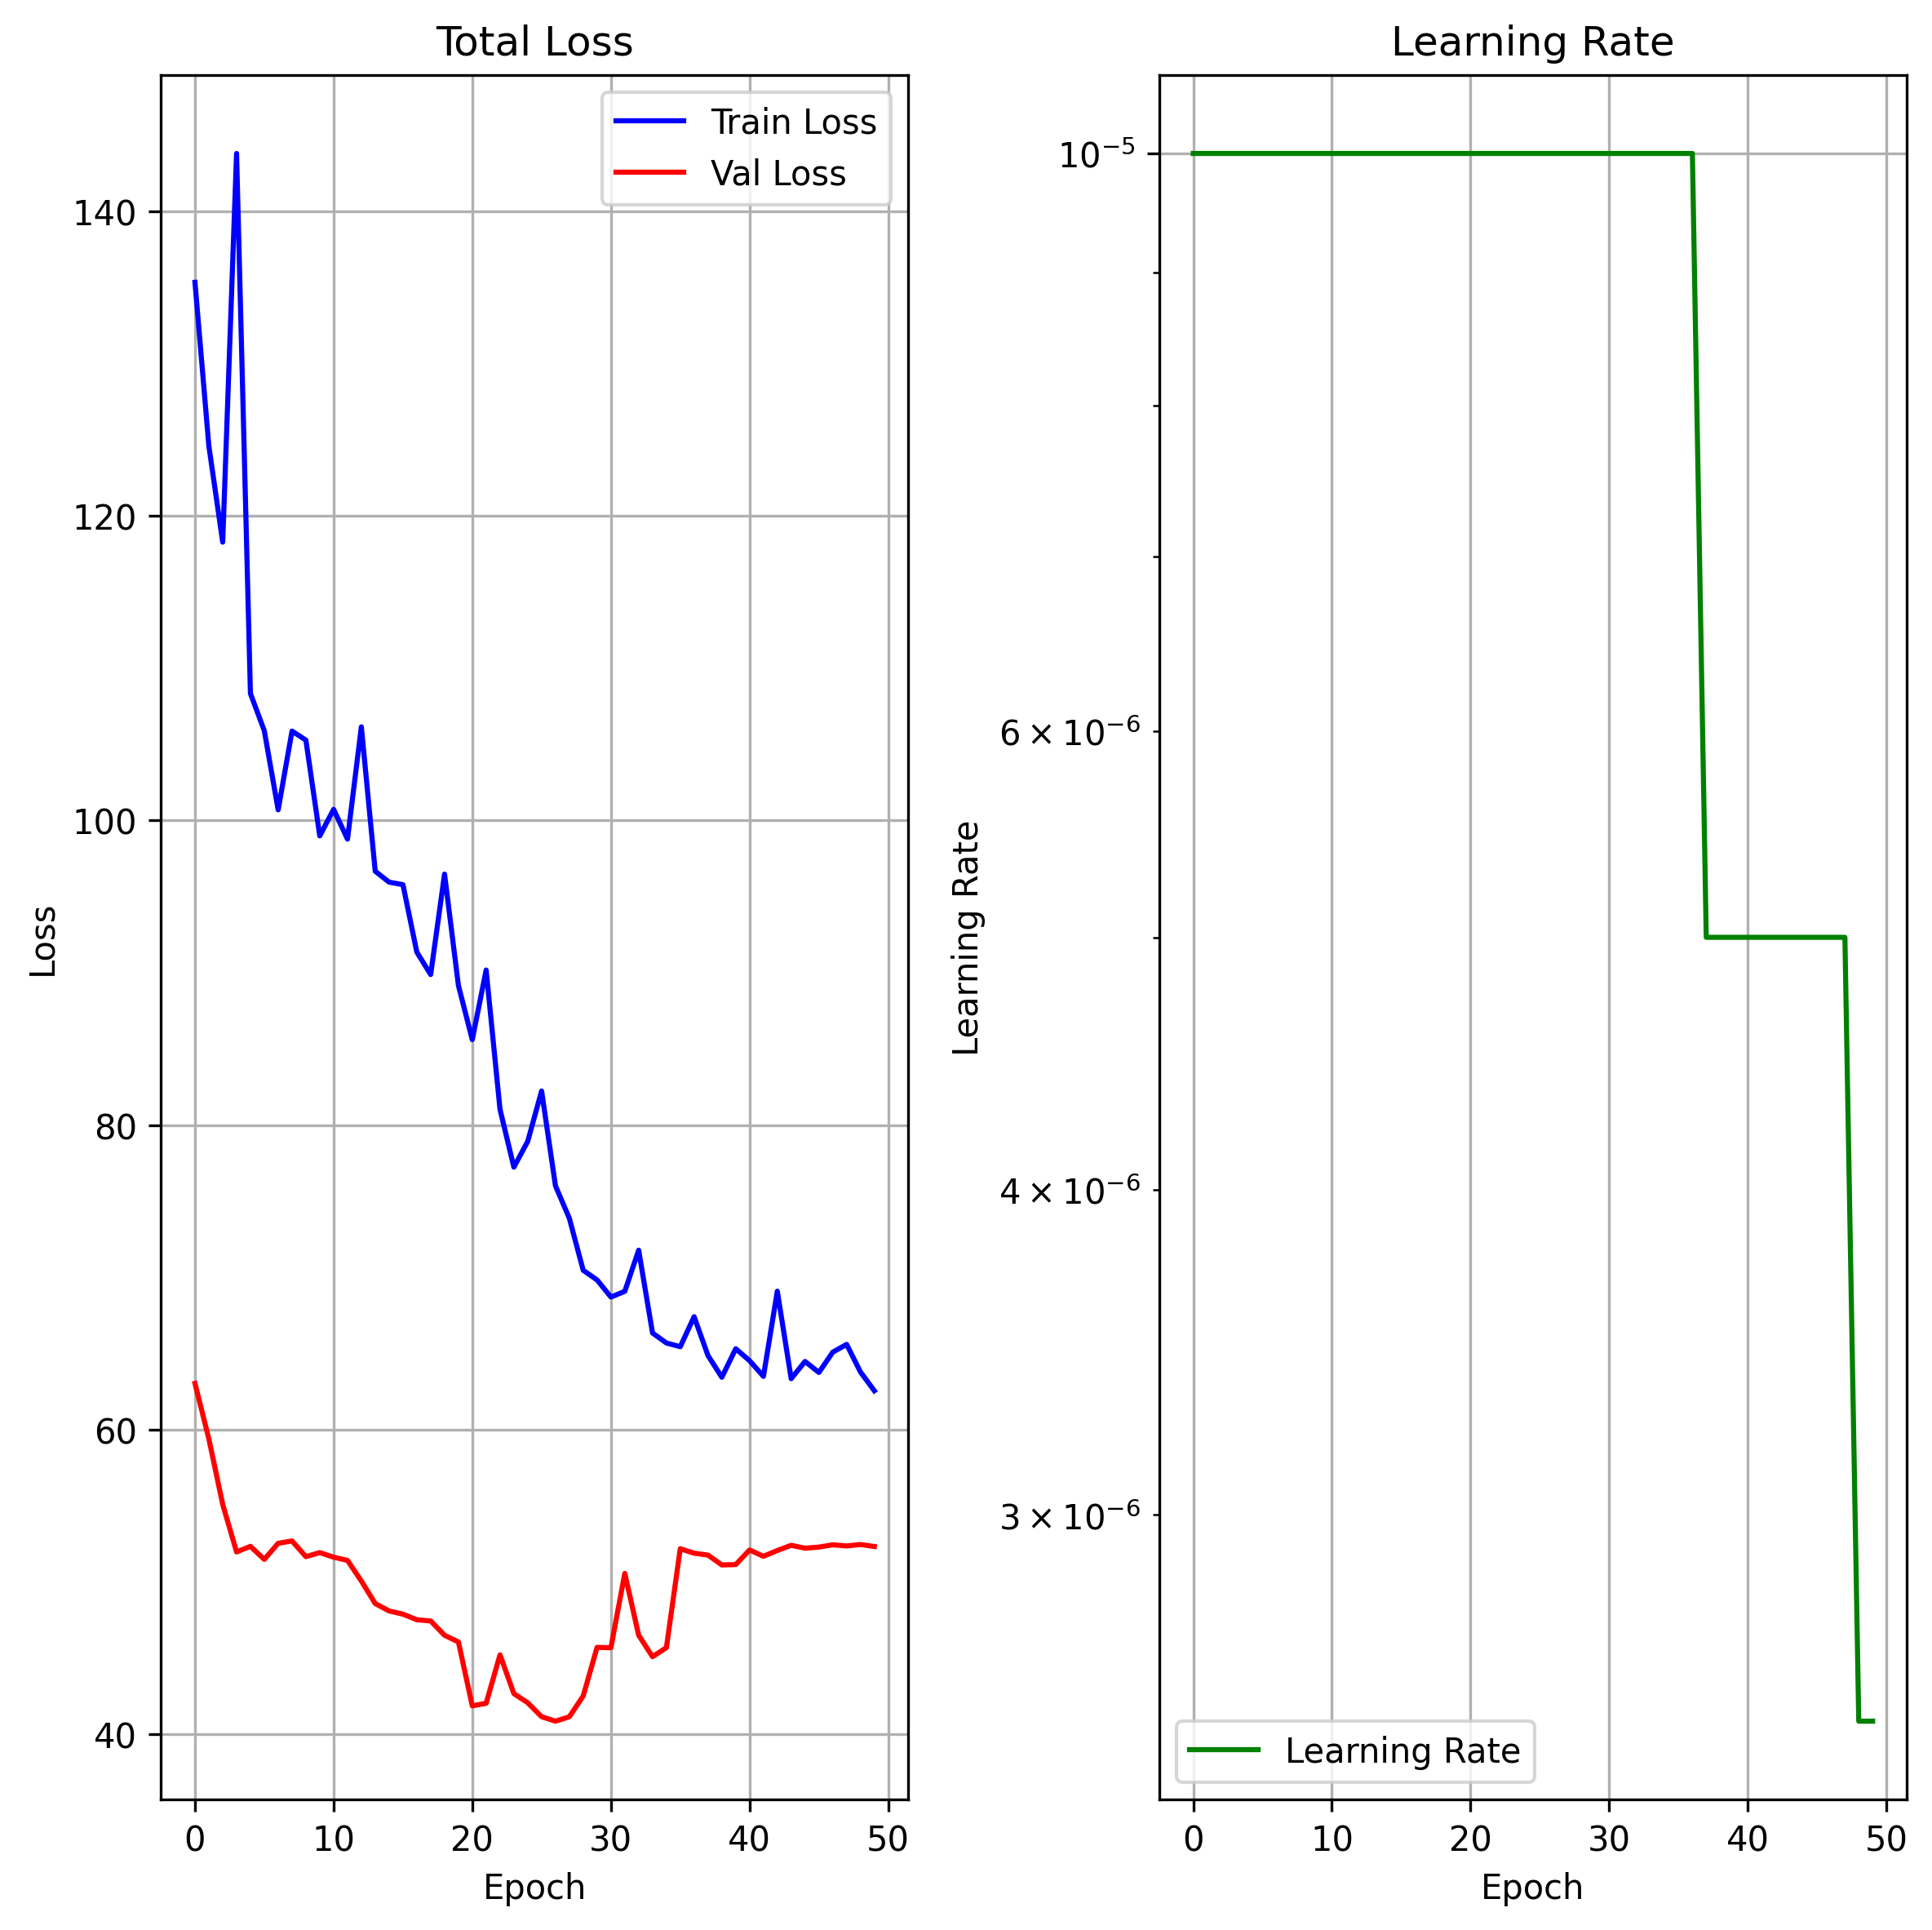 Total Loss
Train Loss
Val Loss
140
120
100
80
60
40
Loss
0 10 20 30 40 50
Epoch
Learning Rate
10⁻⁵
6 × 10⁻⁶
4 × 10⁻⁶
3 × 10⁻⁶
Learning Rate
Learning Rate
0 10 20 30 40 50
Epoch